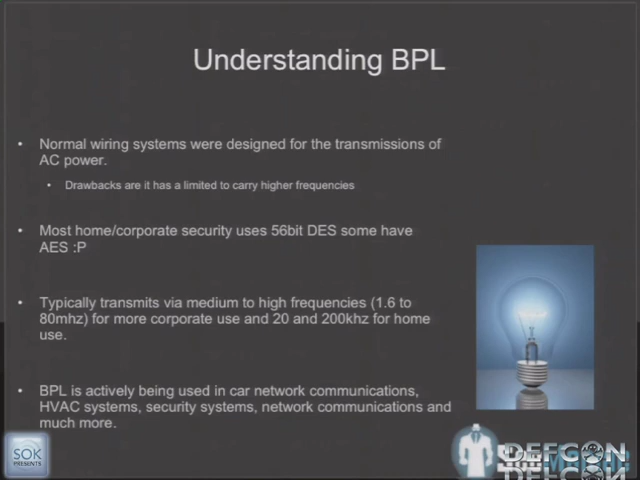 Understanding BPL
• Normal wiring systems were designed for the transmissions of
AC power.
• Drawbacks are it has a limited to carry higher frequencies
• Most home/corporate security uses 56bit DES some have
AES :P
• Typically transmits via medium to high frequencies (1.6 to
80mhz) for more corporate use and 20 and 200khz for home
use.
• BPL is actively being used in car network communications,
HVAC systems, security systems, network communications and
much more.
SOK
PRESENTS
DEFCON